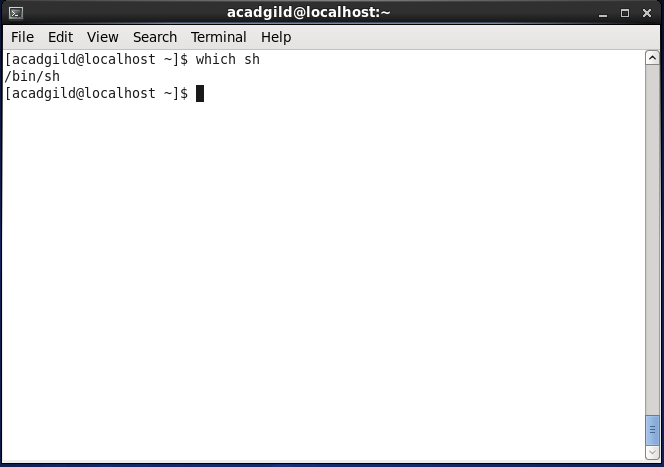 acadgild@localhost:~
File Edit View Search Terminal Help
[acadgild@localhost ~]$ which sh
/bin/sh
[acadgild@localhost ~]$